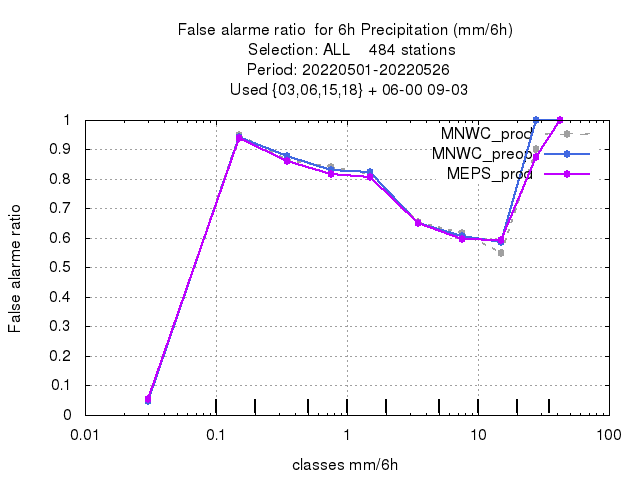 False alarme ratio  for 6h Precipitation (mm/6h)
Selection: ALL    484 stations
Period: 20220501-20220526
Used {03,06,15,18} + 06-00 09-03
MNWC_prod
MNWC_preop
MEPS_prod
1
0.9
0.8
0.7
0.6
0.5
0.4
0.3
0.2
0.1
0
False alarme ratio
0.01 0.1 1 10 100
classes mm/6h